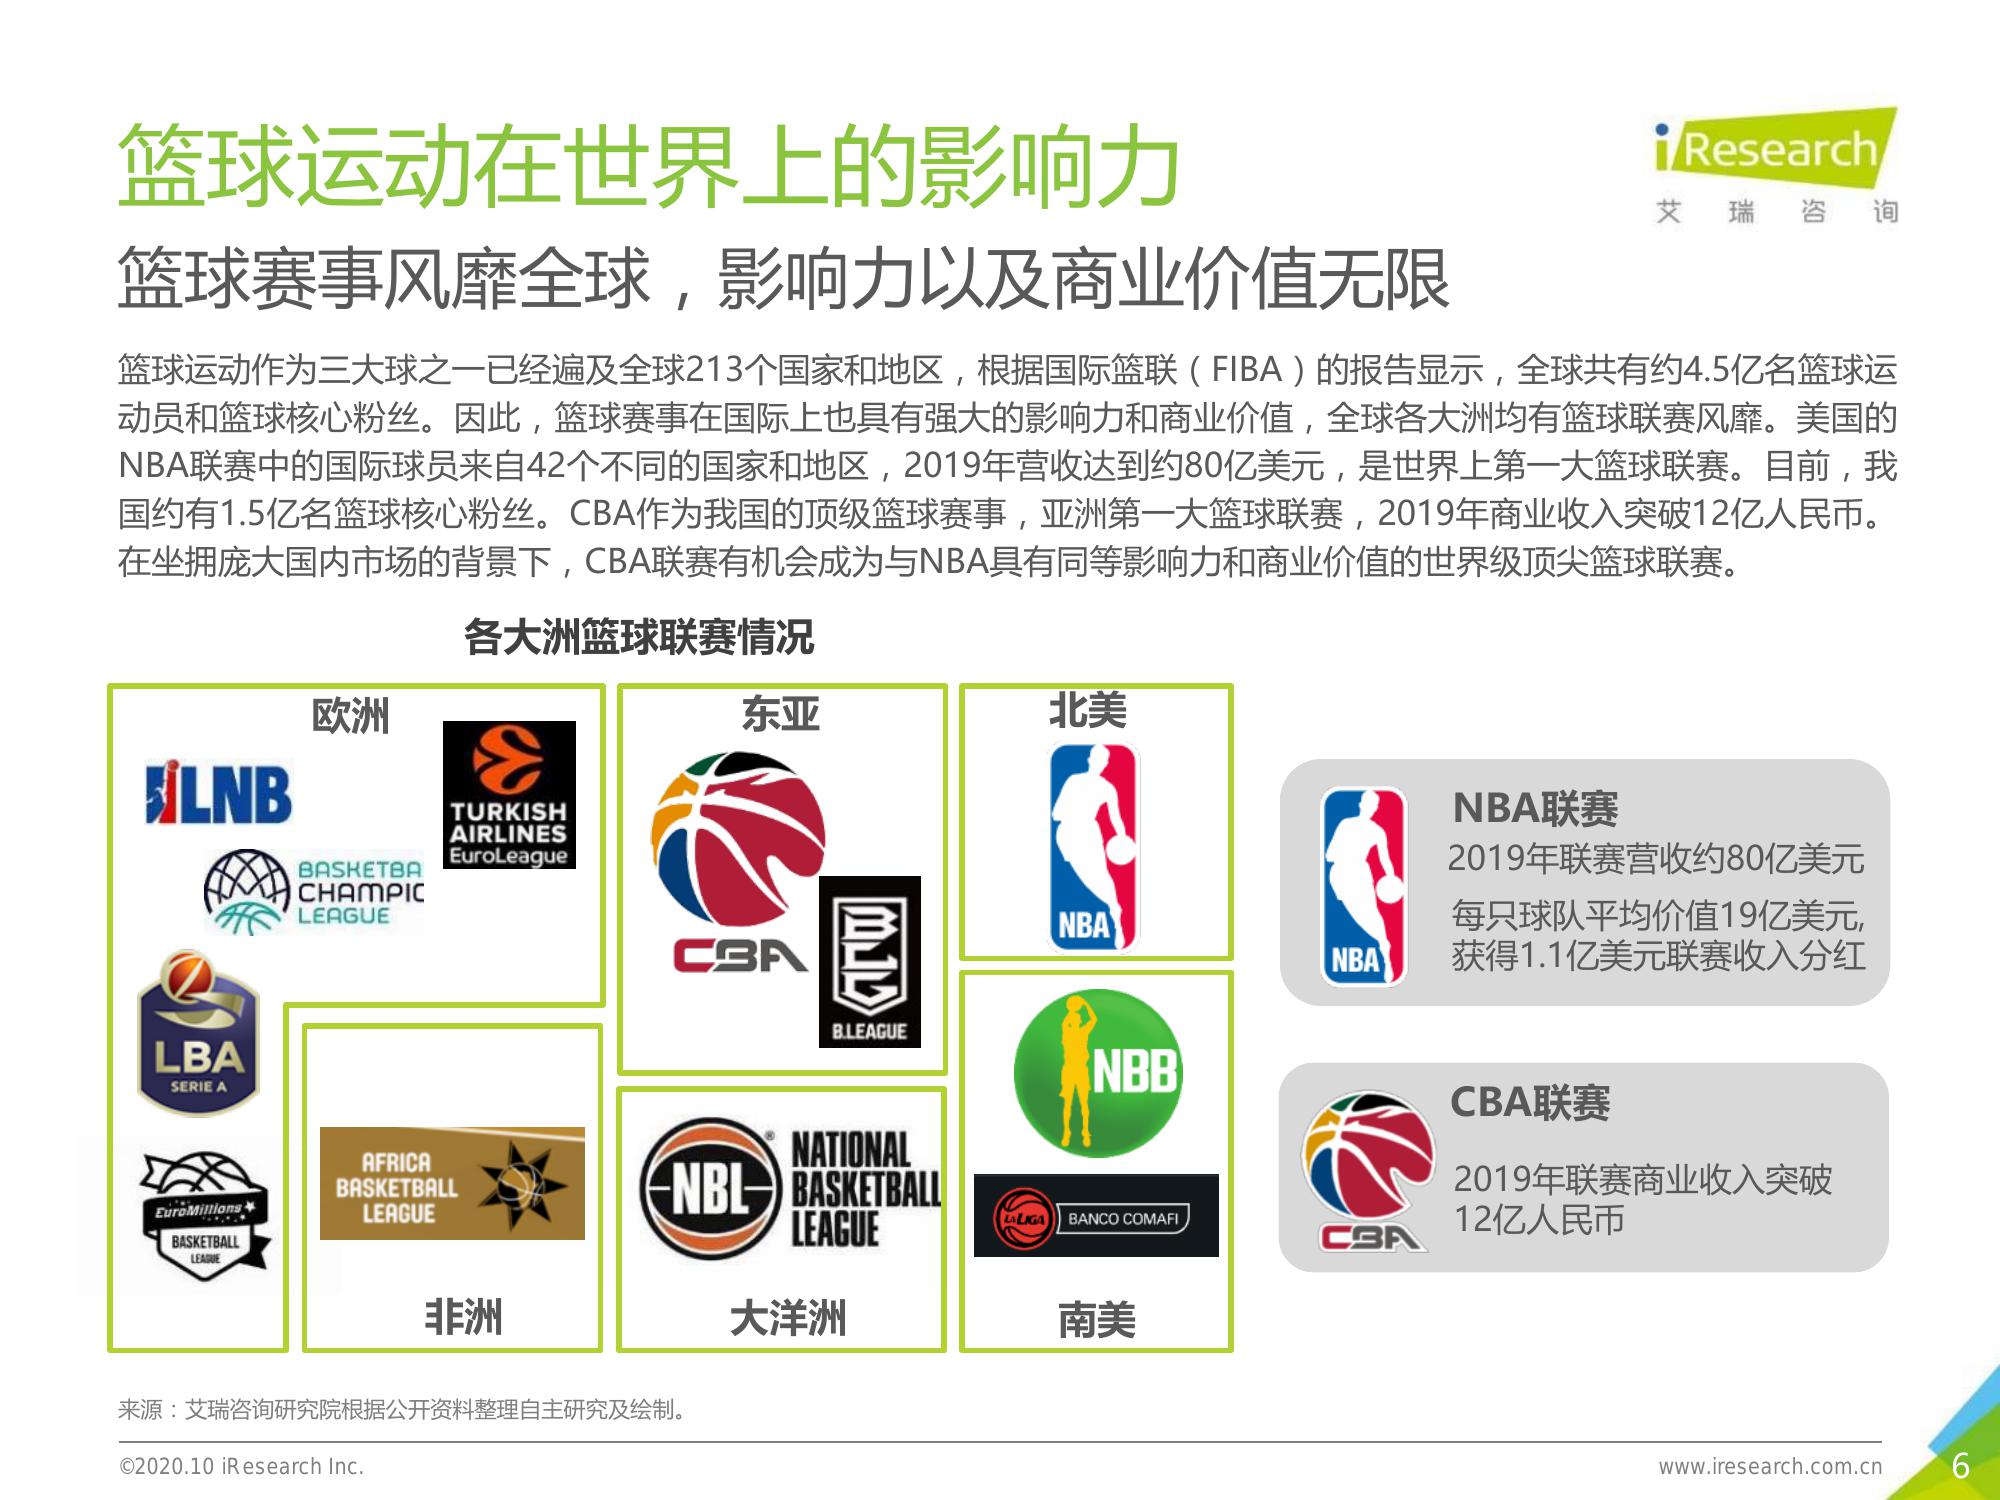 篮球运动在世界上的影响力
iResearch
艾瑞咨询
篮球赛事风靡全球，影响力以及商业价值无限
篮球运动作为三大球之一已经遍及全球213个国家和地区，根据国际篮联（FIBA）的报告显示，全球共有约4.5亿名篮球运
动员和篮球核心粉丝。因此，篮球赛事在国际上也具有强大的影响力和商业价值，全球各大洲均有篮球联赛风靡。美国的
NBA联赛中的国际球员来自42个不同的国家和地区，2019年营收达到约80亿美元，是世界上第一大篮球联赛。目前，我
国约有1.5亿名篮球核心粉丝。CBA作为我国的顶级篮球赛事，亚洲第一大篮球联赛，2019年商业收入突破12亿人民币。
在坐拥庞大国内市场的背景下，CBA联赛有机会成为与NBA具有同等影响力和商业价值的世界级顶尖篮球联赛。
各大洲篮球联赛情况
欧洲
LNB
TURKISH
AIRLINES
EuroLeague
BASKETBA
CHAMPIC
LEAGUE
LBA
SERIE A
EuroMillions
BASKETBALL
LEAGUE
AFRICA
BASKETBALL
LEAGUE
非洲
东亚
CBA
B.LEAGUE
NBL
®
NATIONAL
BASKETBALL
LEAGUE
大洋洲
北美
NBA
NBB
LALIGA
BANCO COMAFI
南美
NBA
NBA联赛
2019年联赛营收约80亿美元
每只球队平均价值19亿美元,
获得1.1亿美元联赛收入分红
CBA
CBA联赛
2019年联赛商业收入突破
12亿人民币
来源：艾瑞咨询研究院根据公开资料整理自主研究及绘制。
©2020.10 iResearch Inc.
www.iresearch.com.cn
6